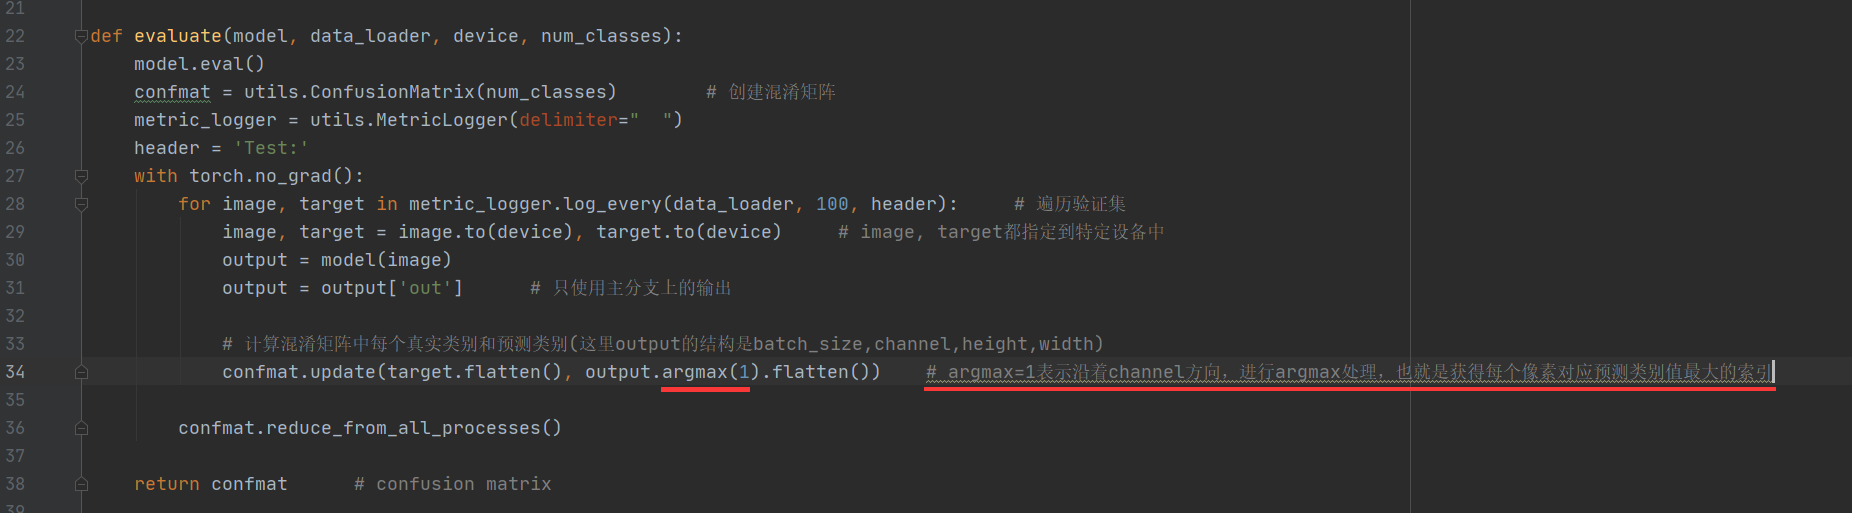 21
22 def evaluate(model, data_loader, device, num_classes):
23 model.eval()
24 confmat = utils.ConfusionMatrix(num_classes) # 创建混淆矩阵
25 metric_logger = utils.MetricLogger(delimiter="  ")
26 header = 'Test:'
27 with torch.no_grad():
28 for image, target in metric_logger.log_every(data_loader, 100, header): # 遍历验证集
29 image, target = image.to(device), target.to(device) # image, target都指定到特定设备中
30 output = model(image)
31 output = output['out'] # 只使用主分支上的输出
32
33 # 计算混淆矩阵中每个真实类别和预测类别(这里output的结构是batch_size,channel,height,width)
34 confmat.update(target.flatten(), output.argmax(1).flatten()) # argmax=1表示沿着channel方向，进行argmax处理，也就是获得每个像素对应预测类别值最大的索引
35
36 confmat.reduce_from_all_processes()
37
38 return confmat # confusion matrix
39